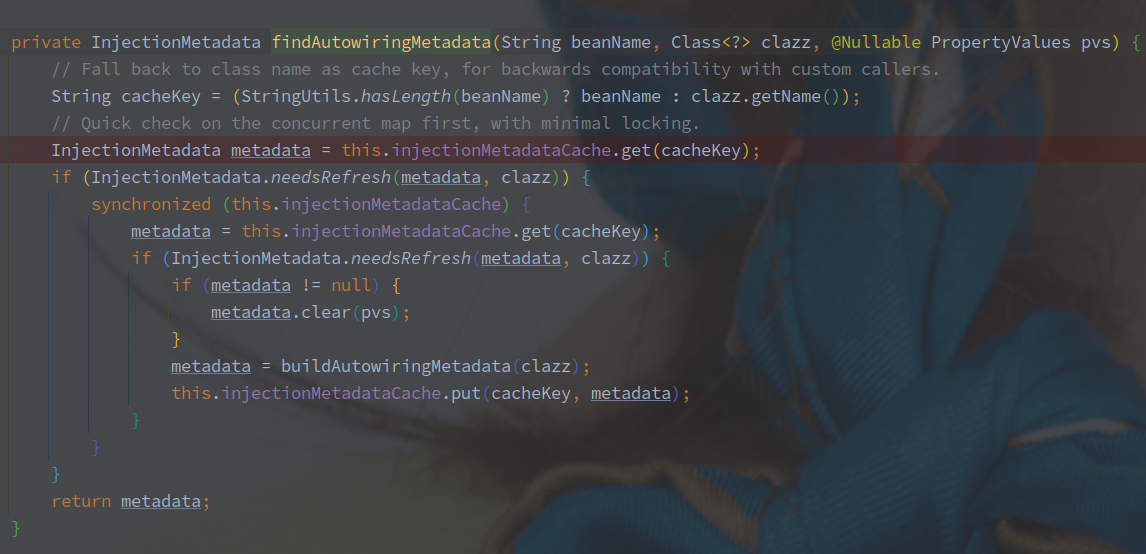 private InjectionMetadata findAutowiringMetadata(String beanName, Class<?> clazz, @Nullable PropertyValues pvs) {
    // Fall back to class name as cache key, for backwards compatibility with custom callers.
    String cacheKey = (StringUtils.hasLength(beanName) ? beanName : clazz.getName());
    // Quick check on the concurrent map first, with minimal locking.
    InjectionMetadata metadata = this.injectionMetadataCache.get(cacheKey);
    if (InjectionMetadata.needsRefresh(metadata, clazz)) {
        synchronized (this.injectionMetadataCache) {
            metadata = this.injectionMetadataCache.get(cacheKey);
            if (InjectionMetadata.needsRefresh(metadata, clazz)) {
                if (metadata != null) {
                    metadata.clear(pvs);
                }
                metadata = buildAutowiringMetadata(clazz);
                this.injectionMetadataCache.put(cacheKey, metadata);
            }
        }
    }
    return metadata;
}